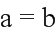 a = b